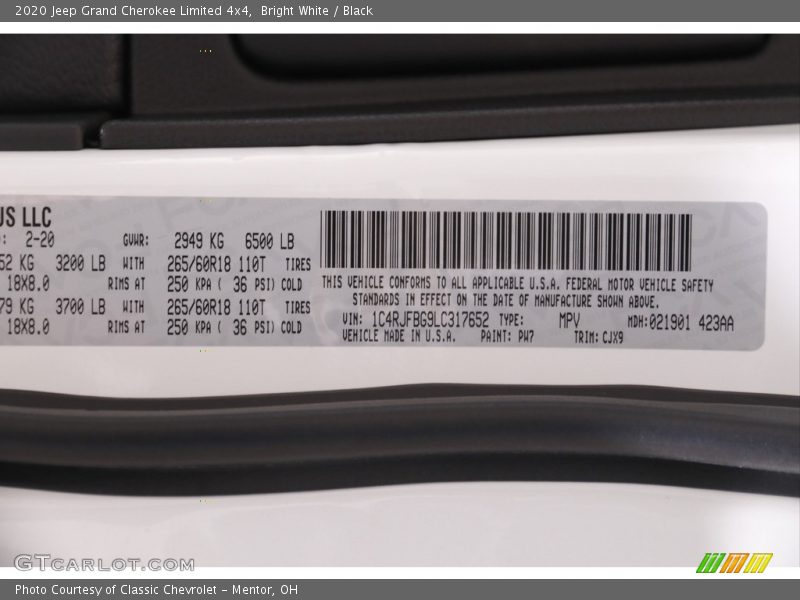 2020 Jeep Grand Cherokee Limited 4x4, Bright White / Black
US LLC
: 2-20 GVWR: 2949 KG 6500 LB
52 KG 3200 LB WITH 265/60R18 110T TIRES
18X8.0 RIMS AT 250 KPA ( 36 PSI) COLD
79 KG 3700 LB WITH 265/60R18 110T TIRES
18X8.0 RIMS AT 250 KPA ( 36 PSI) COLD
THIS VEHICLE CONFORMS TO ALL APPLICABLE U.S.A. FEDERAL MOTOR VEHICLE SAFETY
STANDARDS IN EFFECT ON THE DATE OF MANUFACTURE SHOWN ABOVE.
VIN: 1C4RJFBG9LC317652 TYPE: MPV MDH:021901 423AA
VEHICLE MADE IN U.S.A. PAINT: PW7 TRIM: CJX9
GTCARLOT.COM
Photo Courtesy of Classic Chevrolet - Mentor, OH